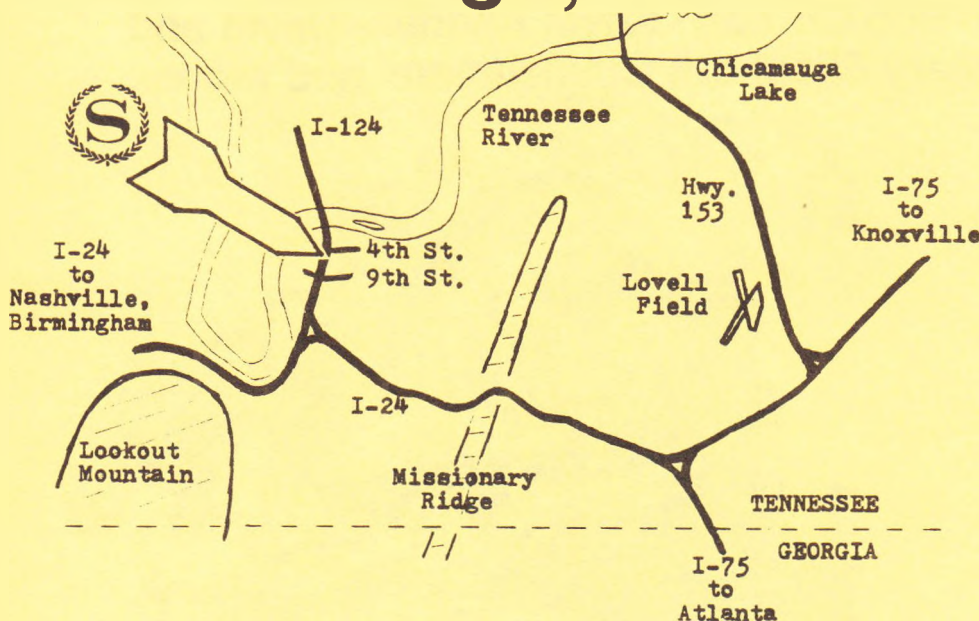 Chicamauga
Lake
Tennessee
River
I-124
S
Hwy.
153
I-75
to
Knoxville
4th St.
9th St.
I-24
to
Nashville,
Birmingham
Lovell
Field
I-24
Lookout
Mountain
Missionary
Ridge
TENNESSEE
GEORGIA
I-75
to
Atlanta